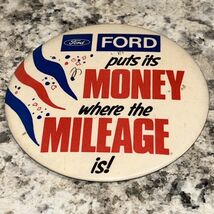 Ford FORD
puts its
MONEY
where the
MILEAGE
is!